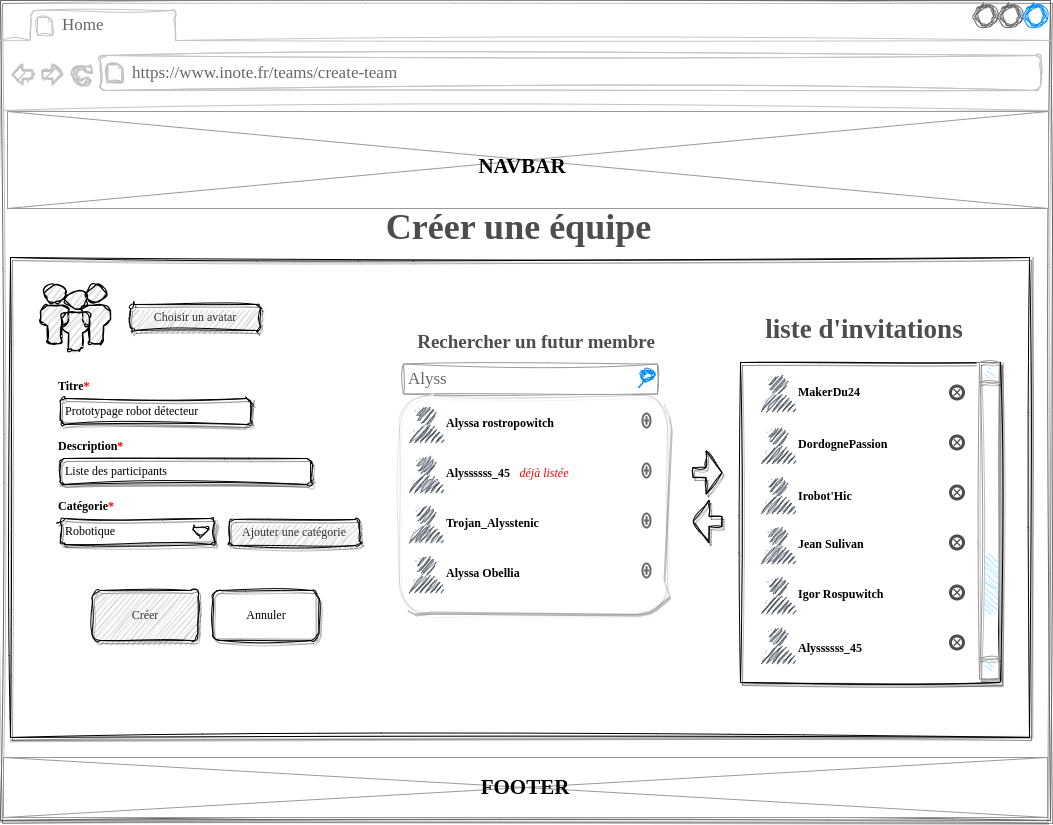 Home
https://www.inote.fr/teams/create-team
NAVBAR
Créer une équipe
Choisir un avatar
Titre*
Prototypage robot détecteur
Description*
Liste des participants
Catégorie*
Robotique
Ajouter une catégorie
Créer
Annuler
Rechercher un futur membre
Alyss
Alyssa rostropowitch
Alyssssss_45 déjà listée
Trojan_Alysstenic
Alyssa Obellia
liste d'invitations
MakerDu24
DordognePassion
Irobot'Hic
Jean Sulivan
Igor Rospuwitch
Alyssssss_45
FOOTER